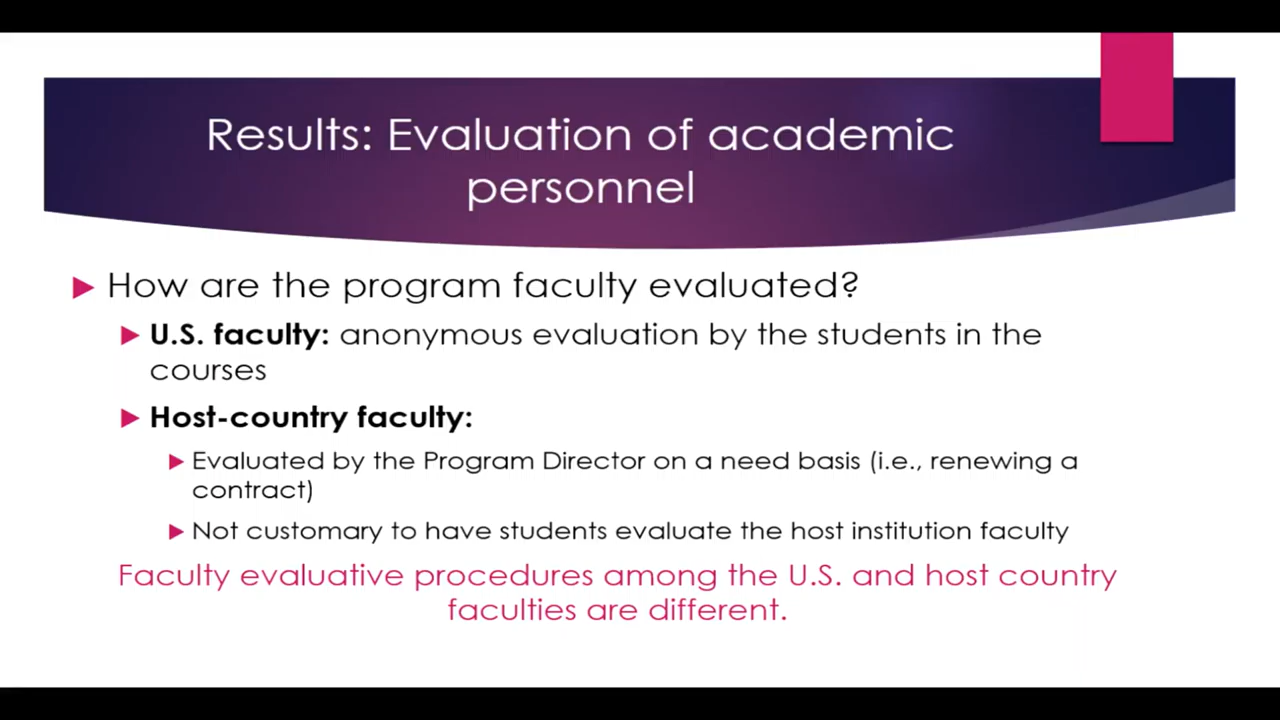 Results: Evaluation of academic
personnel
How are the program faculty evaluated?
U.S. faculty: anonymous evaluation by the students in the
courses
Host-country faculty:
Evaluated by the Program Director on a need basis (i.e., renewing a
contract)
Not customary to have students evaluate the host institution faculty
Faculty evaluative procedures among the U.S. and host country
faculties are different.